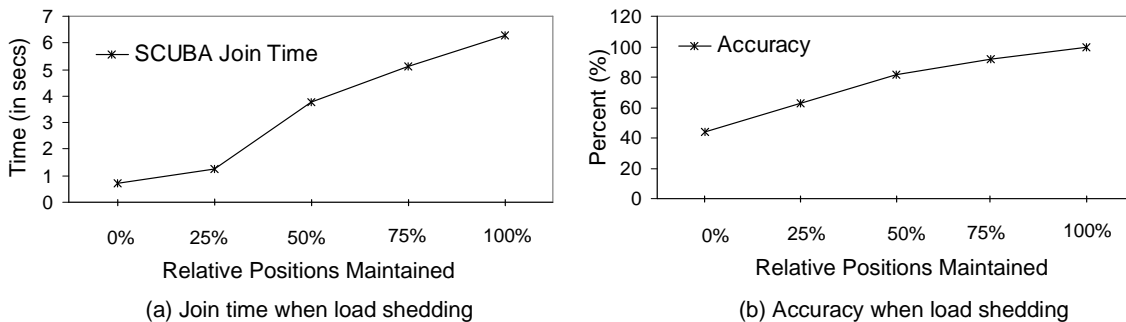 7
6
5
4
3
2
1
0
Time (in secs)
SCUBA Join Time
0% 25% 50% 75% 100%
Relative Positions Maintained
(a) Join time when load shedding
120
100
80
60
40
20
0
Percent (%)
Accuracy
0% 25% 50% 75% 100%
Relative Positions Maintained
(b) Accuracy when load shedding